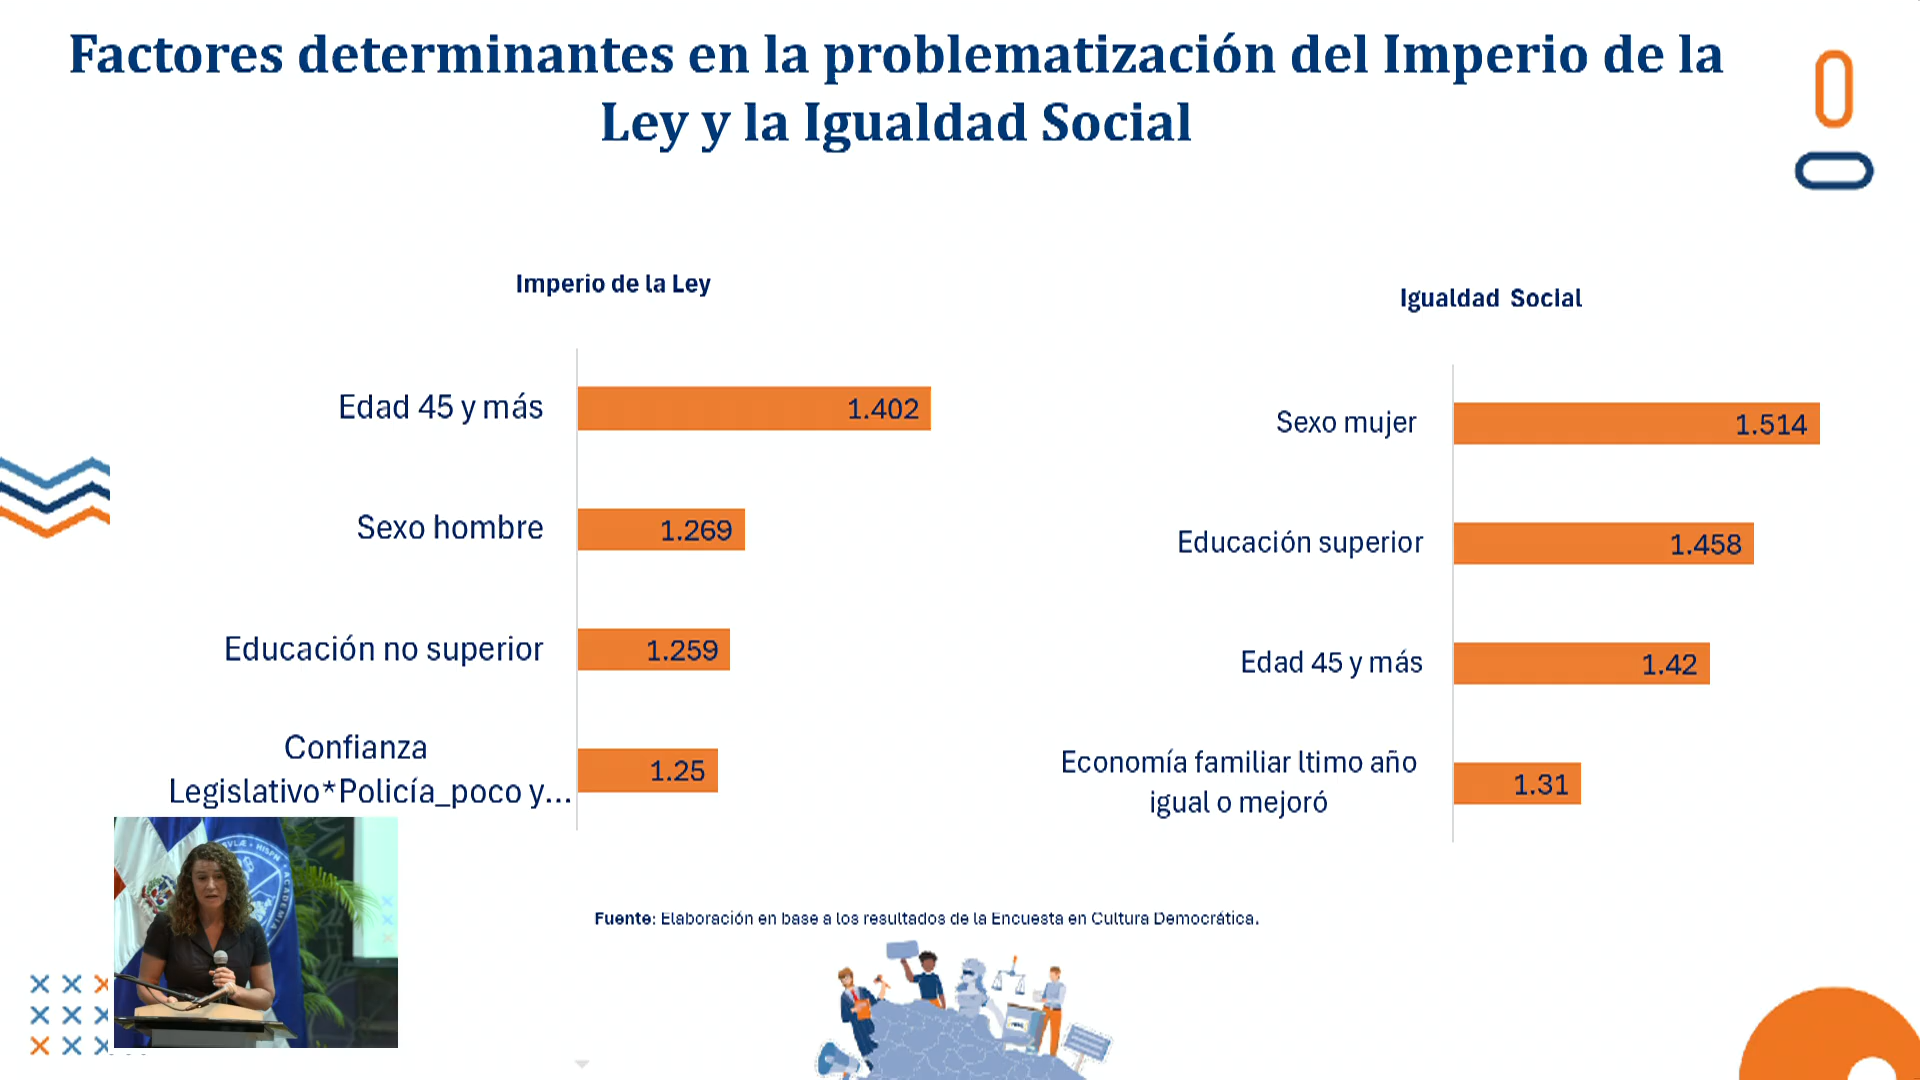 Factores determinantes en la problematización del Imperio de la
Ley y la Igualdad Social
Imperio de la Ley
Edad 45 y más
1.402
Sexo hombre
1.269
Educación no superior
1.259
Confianza
Legislativo*Policía_poco y...
1.25
Igualdad Social
Sexo mujer
1.514
Educación superior
1.458
Edad 45 y más
1.42
Economía familiar ltimo año
igual o mejoró
1.31
Fuente: Elaboración en base a los resultados de la Encuesta en Cultura Democrática.